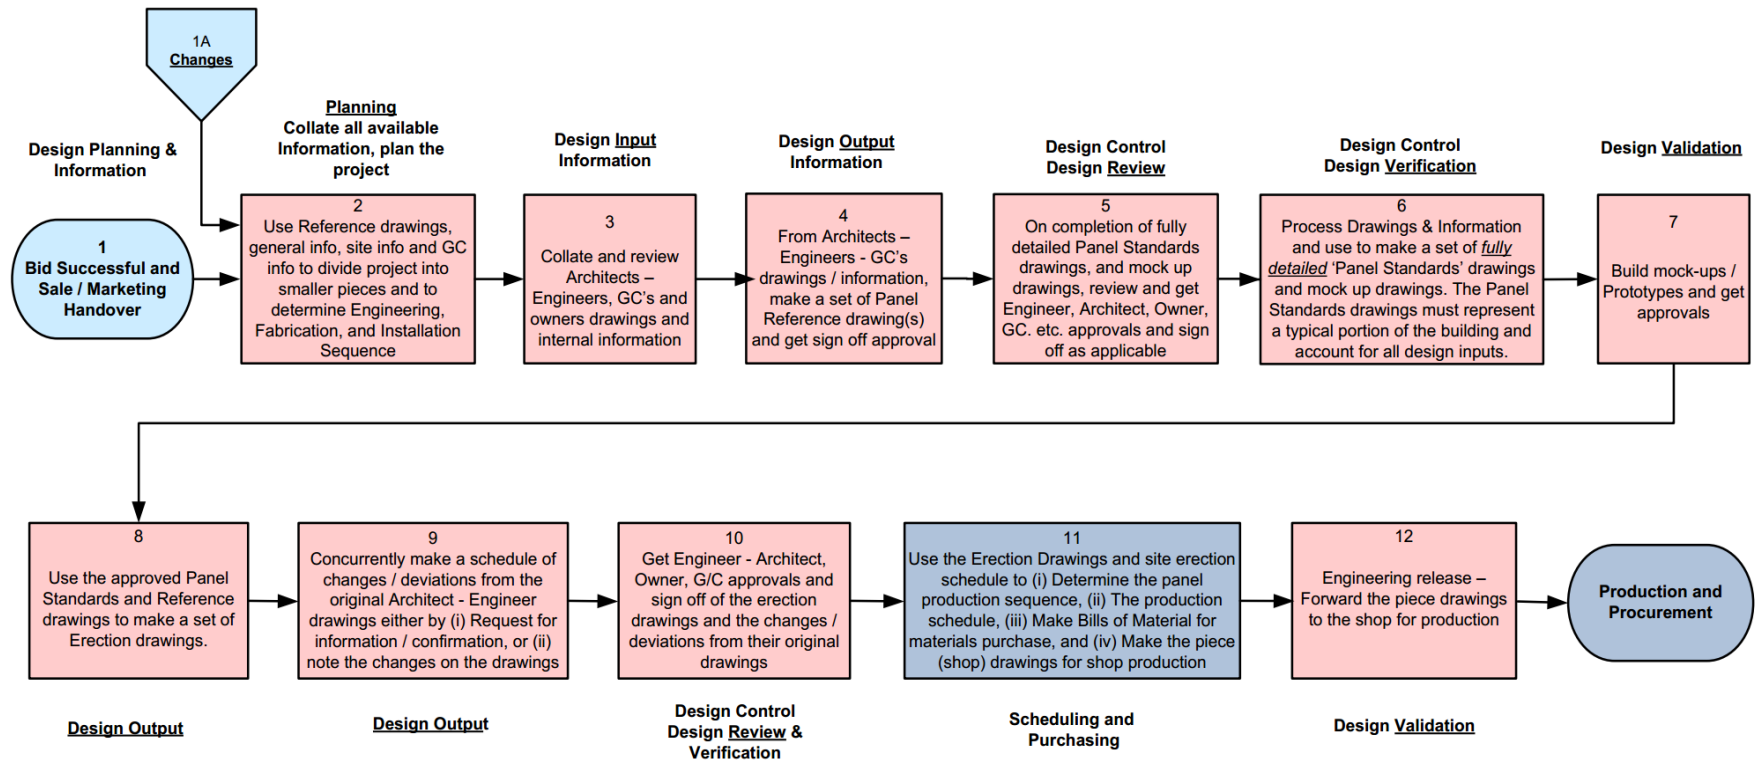 1A
Changes
Design Planning &
Information
1
Bid Successful and
Sale / Marketing
Handover
Planning
Collate all available
Information, plan the
project
2
Use Reference drawings,
general info, site info and GC
info to divide project into
smaller pieces and to
determine Engineering,
Fabrication, and Installation
Sequence
Design Input
Information
3
Collate and review
Architects –
Engineers, GC's and
owners drawings and
internal information
Design Output
Information
4
From Architects –
Engineers - GC's
drawings / information,
make a set of Panel
Reference drawing(s)
and get sign off approval
Design Control
Design Review
5
On completion of fully
detailed Panel Standards
drawings, and mock up
drawings, review and get
Engineer, Architect, Owner,
GC. etc. approvals and sign
off as applicable
Design Control
Design Verification
6
Process Drawings & Information
and use to make a set of fully
detailed 'Panel Standards' drawings
and mock up drawings. The Panel
Standards drawings must represent
a typical portion of the building and
account for all design inputs.
Design Validation
7
Build mock-ups /
Prototypes and get
approvals
8
Use the approved Panel
Standards and Reference
drawings to make a set of
Erection drawings.
Design Output
9
Concurrently make a schedule of
changes / deviations from the
original Architect - Engineer
drawings either by (i) Request for
information / confirmation, or (ii)
note the changes on the drawings
Design Output
10
Get Engineer - Architect,
Owner, G/C approvals and
sign off of the erection
drawings and the changes /
deviations from their original
drawings
Design Control
Design Review &
Verification
11
Use the Erection Drawings and site erection
schedule to (i) Determine the panel
production sequence, (ii) The production
schedule, (iii) Make Bills of Material for
materials purchase, and (iv) Make the piece
(shop) drawings for shop production
Scheduling and
Purchasing
12
Engineering release –
Forward the piece drawings
to the shop for production
Design Validation
Production and
Procurement